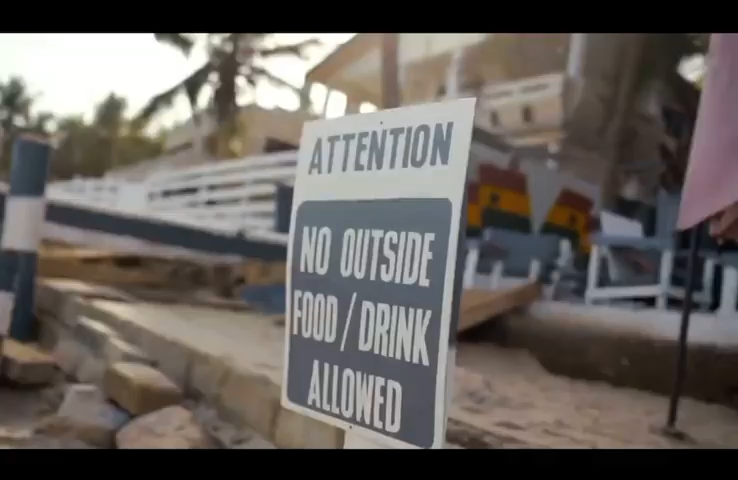 ATTENTION
NO OUTSIDE
FOOD / DRINK
ALLOWED